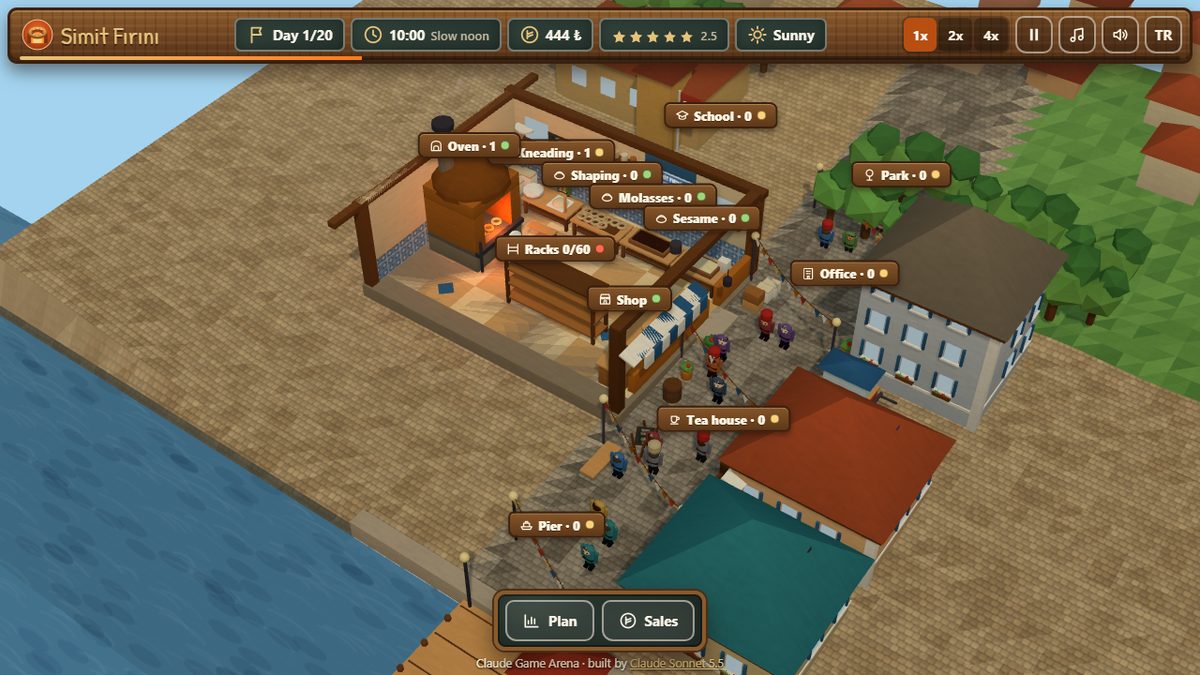 Simit Fırını
Day 1/20
10:00 Slow noon
444 ₺
2.5
Sunny
1x
2x
4x
TR
School · 0
Oven · 1
Kneading · 1
Shaping · 0
Park · 0
Molasses · 0
Sesame · 0
Racks 0/60
Office · 0
Shop
Tea house · 0
Pier · 0
Plan
Sales
Claude Game Arena · built by Claude Sonnet 5.5